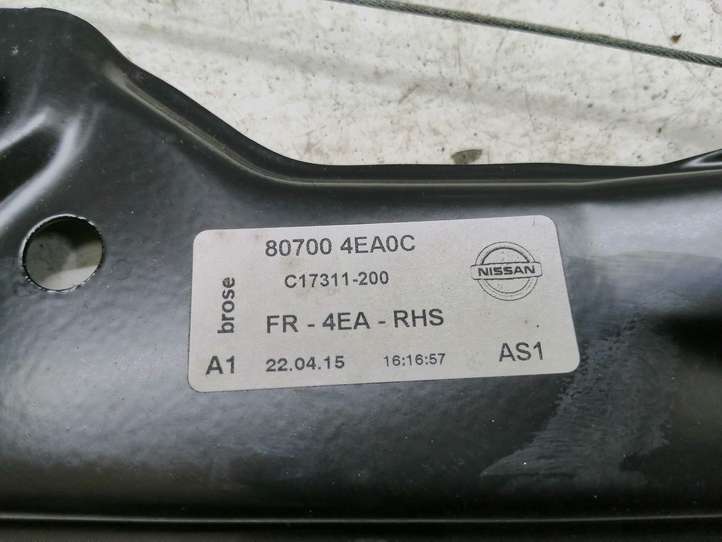 brose
80700 4EA0C
NISSAN
C17311-200
FR - 4EA - RHS
A1 22.04.15 16:16:57 AS1